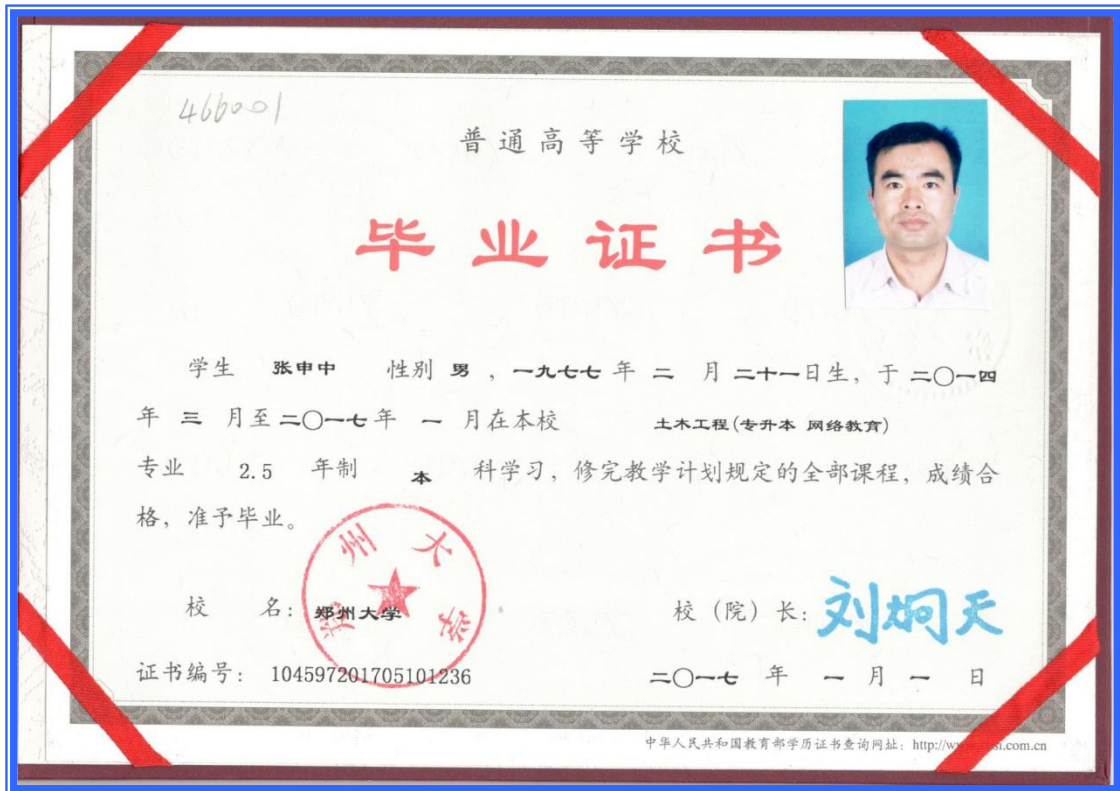 466001
普通高等学校
毕业证书
学生 张申中 性别 男 ，一九七七 年 二 月 二十一日生，于 二〇一四
年 三 月至 二〇一七 年 一 月在本校 土木工程(专升本 网络教育)
专业 2.5 年制 本 科学习，修完教学计划规定的全部课程，成绩合
格，准予毕业。
郑州大学
校 名：郑州大学 校（院）长：刘炯天
证书编号：104597201705101236 二〇一七 年 一 月 一 日
中华人民共和国教育部学历证书查询网址：http://w si.com.cn